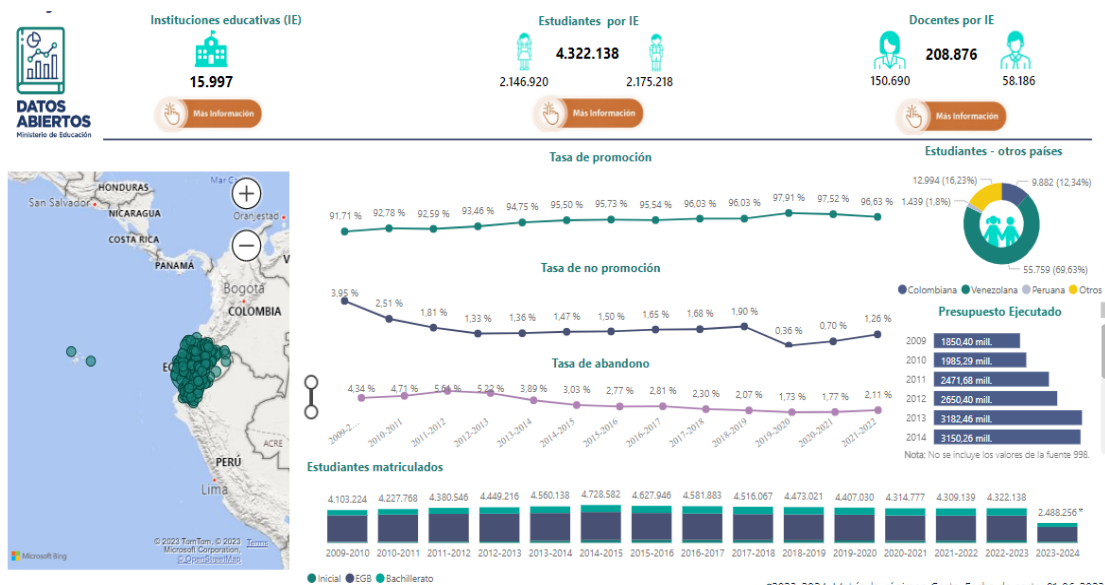 Instituciones educativas (IE)
15.997
Más Información
Estudiantes por IE
4.322.138
2.146.920
2.175.218
Más Información
Docentes por IE
208.876
150.690
58.186
Más Información
DATOS
ABIERTOS
Ministerio de Educación
HONDURAS
San Salvador
NICARAGUA
Oranjestad
COSTA RICA
PANAMÁ
Bogotá
COLOMBIA
ACRE
PERÚ
Lima
Microsoft Bing
© 2023 TomTom, © 2023
Microsoft Corporation,
© OpenStreetMap
Terms
Tasa de promoción
91,71 % 92,78 % 92,59 % 93,46 % 94,75 % 95,50 % 95,73 % 95,54 % 96,03 % 96,03 % 97,91 % 97,52 % 96,63 %
Tasa de no promoción
3,95 % 2,51 % 1,81 % 1,33 % 1,36 % 1,47 % 1,50 % 1,65 % 1,68 % 1,90 % 0,36 % 0,70 % 1,26 %
Tasa de abandono
4,34 % 4,71 % 5,61 % 5,22 % 3,89 % 3,03 % 2,77 % 2,81 % 2,30 % 2,07 % 1,73 % 1,77 % 2,11 %
2009-2... 2010-2011 2011-2012 2012-2013 2013-2014 2014-2015 2015-2016 2016-2017 2017-2018 2018-2019 2019-2020 2020-2021 2021-2022
Estudiantes - otros países
12.994 (16,23%)
9.882 (12,34%)
1.439 (1,8%)
55.759 (69,63%)
Colombiana Venezolana Peruana Otros
Presupuesto Ejecutado
2009 1850,40 mill.
2010 1985,29 mill.
2011 2471,68 mill.
2012 2650,40 mill.
2013 3182,46 mill.
2014 3150,26 mill.
Nota: No se incluye los valores de la fuente 998.
Estudiantes matriculados
4.103.224 4.227.768 4.380.546 4.449.216 4.560.138 4.728.582 4.627.946 4.581.883 4.516.067 4.473.021 4.407.030 4.314.777 4.309.139 4.322.138 2.488.256 *
2009-2010 2010-2011 2011-2012 2012-2013 2013-2014 2014-2015 2015-2016 2016-2017 2017-2018 2018-2019 2019-2020 2020-2021 2021-2022 2022-2023 2023-2024
Inicial EGB Bachillerato